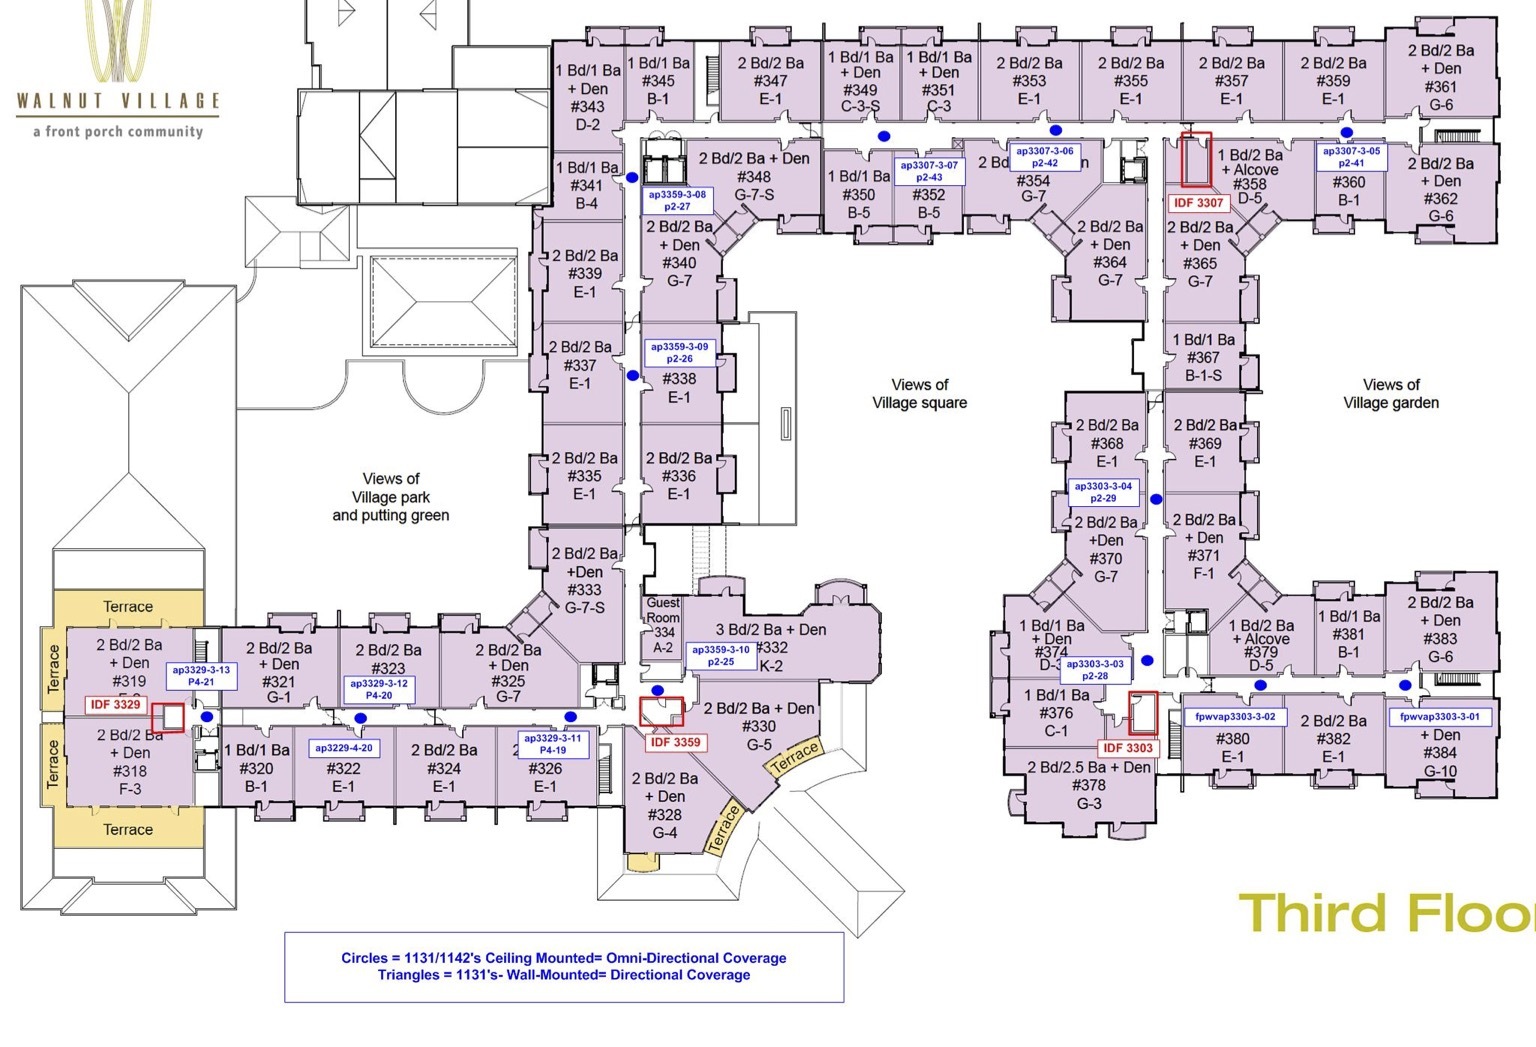 WALNUT VILLAGE
a front porch community
1 Bd/1 Ba
+ Den
#343
D-2
1 Bd/1 Ba
#345
B-1
2 Bd/2 Ba
#347
E-1
1 Bd/1 Ba
+ Den
#349
C-3-S
1 Bd/1 Ba
+ Den
#351
C-3
2 Bd/2 Ba
#353
E-1
2 Bd/2 Ba
#355
E-1
2 Bd/2 Ba
#357
E-1
2 Bd/2 Ba
#359
E-1
2 Bd/2 Ba
+ Den
#361
G-6
1 Bd/1 Ba
#341
B-4
2 Bd/2 Ba + Den
#348
G-7-S
ap3359-3-08
p2-27
1 Bd/1 Ba
#350
B-5
ap3307-3-07
p2-43
#352
B-5
ap3307-3-06
p2-42
#354
G-7
1 Bd/2 Ba
+ Alcove
#358
D-5
IDF 3307
ap3307-3-05
p2-41
#360
B-1
2 Bd/2 Ba
+ Den
#362
G-6
2 Bd/2 Ba
#339
E-1
2 Bd/2 Ba
+ Den
#340
G-7
2 Bd/2 Ba
+ Den
#364
G-7
2 Bd/2 Ba
+ Den
#365
G-7
2 Bd/2 Ba
#337
E-1
ap3359-3-09
p2-26
#338
E-1
1 Bd/1 Ba
#367
B-1-S
Views of
Village square
Views of
Village garden
2 Bd/2 Ba
#335
E-1
2 Bd/2 Ba
#336
E-1
2 Bd/2 Ba
#368
E-1
2 Bd/2 Ba
#369
E-1
Views of
Village park
and putting green
ap3303-3-04
p2-29
2 Bd/2 Ba
+Den
#370
G-7
2 Bd/2 Ba
+ Den
#371
F-1
2 Bd/2 Ba
+Den
#333
G-7-S
Guest
Room
334
A-2
3 Bd/2 Ba + Den
#332
K-2
ap3359-3-10
p2-25
1 Bd/1 Ba
+ Den
#374
ap3303-3-03
p2-28
1 Bd/2 Ba
+ Alcove
#379
D-5
1 Bd/1 Ba
#381
B-1
2 Bd/2 Ba
#383
G-6
Terrace
Terrace
2 Bd/2 Ba
+ Den
#319
IDF 3329
ap3329-3-13
P4-21
2 Bd/2 Ba
+ Den
#321
G-1
2 Bd/2 Ba
#323
ap3329-3-12
P4-20
2 Bd/2 Ba
+ Den
#325
G-7
Terrace
2 Bd/2 Ba
+ Den
#318
F-3
Terrace
1 Bd/1 Ba
#320
B-1
ap3229-4-20
#322
E-1
2 Bd/2 Ba
#324
E-1
ap3329-3-11
P4-19
#326
E-1
IDF 3359
2 Bd/2 Ba + Den
#330
G-5
Terrace
2 Bd/2 Ba
+ Den
#328
G-4
Terrace
1 Bd/1 Ba
#376
C-1
IDF 3303
2 Bd/2.5 Ba + Den
#378
G-3
fpwvap3303-3-02
#380
E-1
2 Bd/2 Ba
#382
E-1
fpwvap3303-3-01
+ Den
#384
G-10
Third Floor
Circles = 1131/1142's Ceiling Mounted= Omni-Directional Coverage
Triangles = 1131's- Wall-Mounted= Directional Coverage